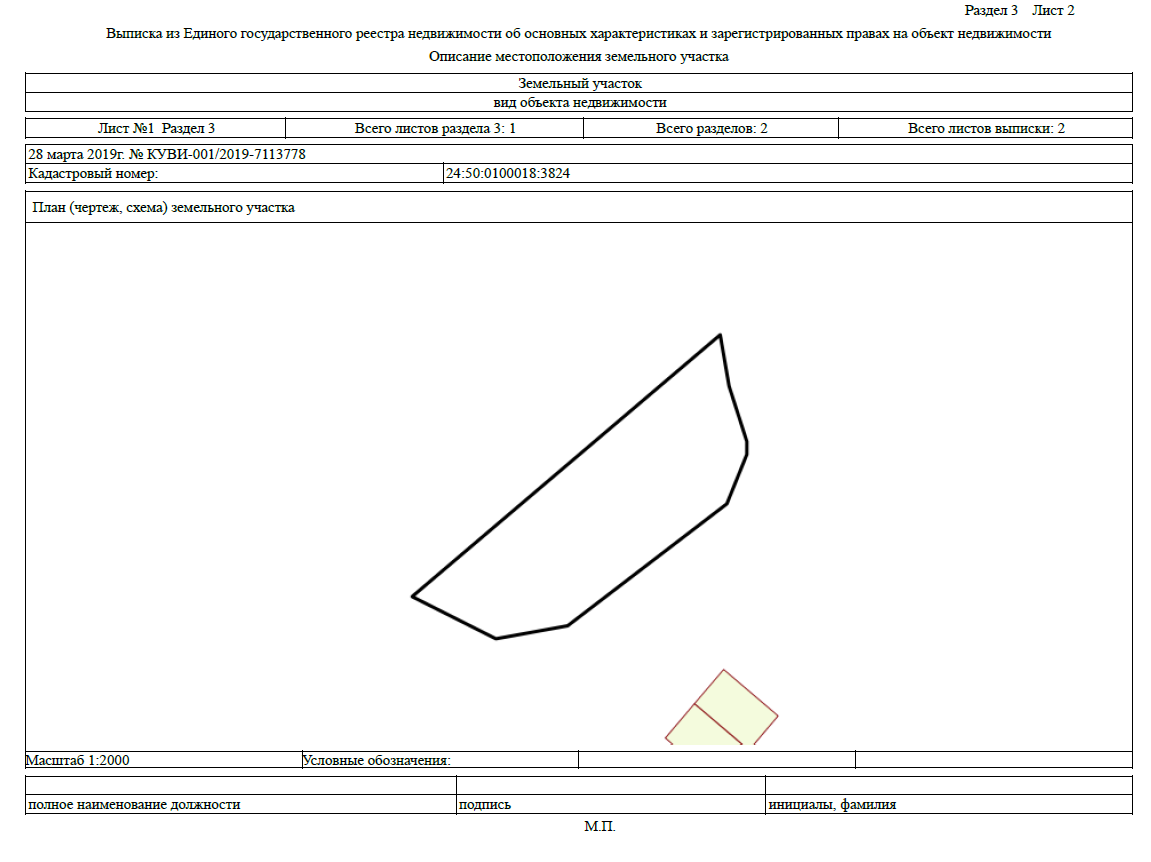 Раздел 3 Лист 2
Выписка из Единого государственного реестра недвижимости об основных характеристиках и зарегистрированных правах на объект недвижимости
Описание местоположения земельного участка
Земельный участок
вид объекта недвижимости
Лист №1 Раздел 3 Всего листов раздела 3: 1 Всего разделов: 2 Всего листов выписки: 2
28 марта 2019г. № КУВИ-001/2019-7113778
Кадастровый номер: 24:50:0100018:3824
План (чертеж, схема) земельного участка
Масштаб 1:2000 Условные обозначения:
полное наименование должности подпись инициалы, фамилия
М.П.